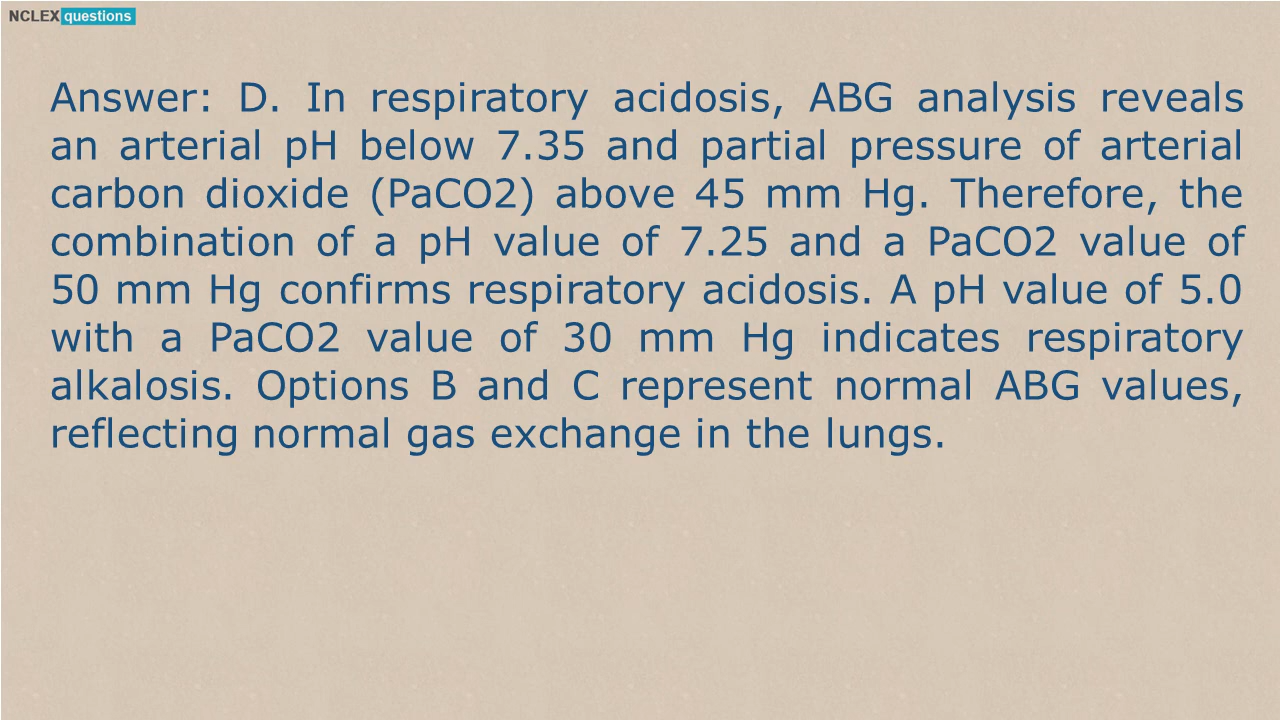 NCLEX questions
Answer: D. In respiratory acidosis, ABG analysis reveals
an arterial pH below 7.35 and partial pressure of arterial
carbon dioxide (PaCO2) above 45 mm Hg. Therefore, the
combination of a pH value of 7.25 and a PaCO2 value of
50 mm Hg confirms respiratory acidosis. A pH value of 5.0
with a PaCO2 value of 30 mm Hg indicates respiratory
alkalosis. Options B and C represent normal ABG values,
reflecting normal gas exchange in the lungs.